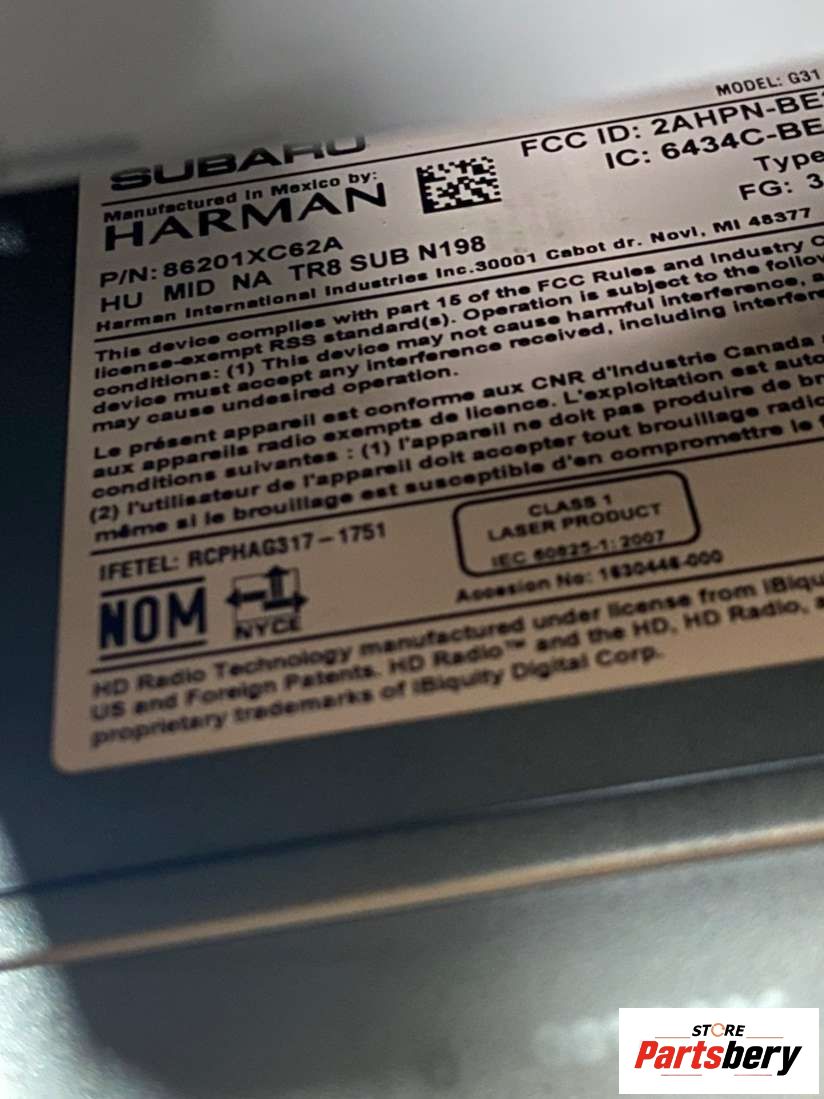 MODEL: G31
SUBARU
FCC ID: 2AHPN-BE
Manufactured in Mexico by:
IC: 6434C-BE
HARMAN
Type
FG: 3
P/N: 86201XC62A
HU MID NA TR8 SUB N198
Harman International Industries Inc.30001 Cabot dr. Novi, MI 48377
This device complies with part 15 of the FCC Rules and Industry C
license-exempt RSS standard(s). Operation is subject to the follow
conditions: (1) This device may not cause harmful interference, a
device must accept any interference received, including interfere
may cause undesired operation.
Le présent appareil est conforme aux CNR d'Industrie Canada
aux appareils radio exempts de licence. L'exploitation est auto
conditions suivantes : (1) l'appareil ne doit pas produire de br
(2) l'utilisateur de l'appareil doit accepter tout brouillage radio
même si le brouillage est susceptible d'en compromettre le f
IFETEL: RCPHAG317-1751
CLASS 1
LASER PRODUCT
IEC 60825-1: 2007
NOM
NYCE
Accesion No: 1630446-000
HD Radio Technology manufactured under license from iBiqu
US and Foreign Patents. HD Radio™ and the HD, HD Radio, a
proprietary trademarks of iBiquity Digital Corp.
STORE
Partsbery